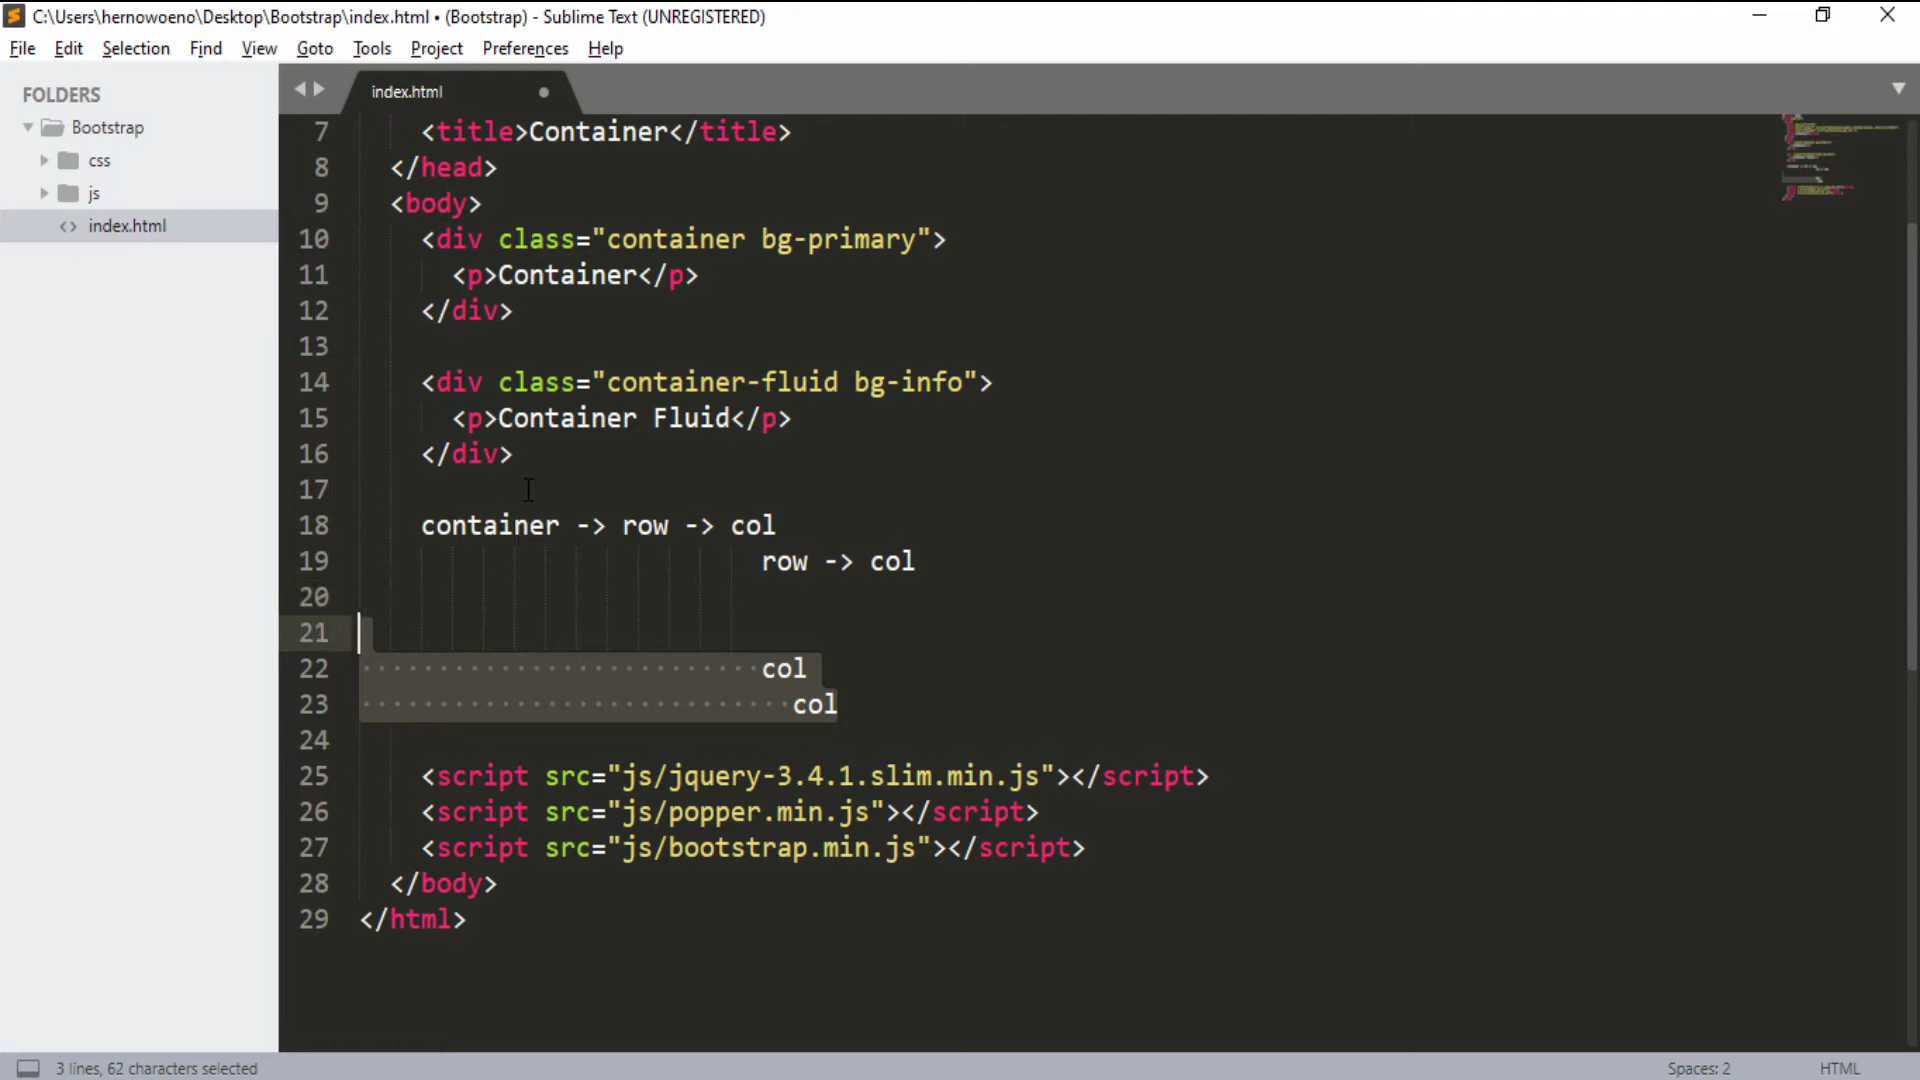 C:\Users\hernowoeno\Desktop\Bootstrap\index.html • (Bootstrap) - Sublime Text (UNREGISTERED)
File Edit Selection Find View Goto Tools Project Preferences Help
FOLDERS
Bootstrap
css
js
<> index.html
index.html
7 <title>Container</title>
8 </head>
9 <body>
10 <div class="container bg-primary">
11 <p>Container</p>
12 </div>
13
14 <div class="container-fluid bg-info">
15 <p>Container Fluid</p>
16 </div>
17
18 container -> row -> col
19 row -> col
20
21
22 col
23 col
24
25 <script src="js/jquery-3.4.1.slim.min.js"></script>
26 <script src="js/popper.min.js"></script>
27 <script src="js/bootstrap.min.js"></script>
28 </body>
29 </html>
3 lines, 62 characters selected
Spaces: 2
HTML